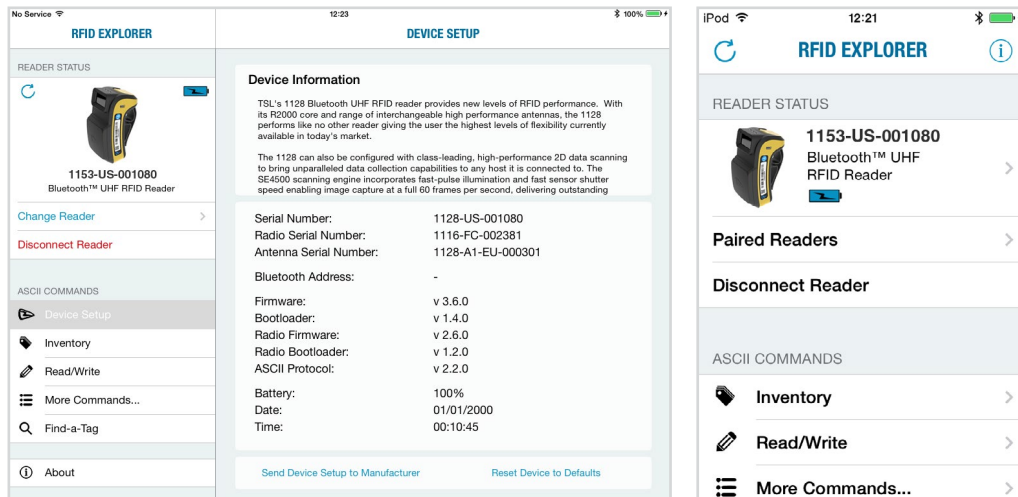 No Service
12:23
100%
RFID EXPLORER
DEVICE SETUP
READER STATUS
1153-US-001080
Bluetooth™ UHF RFID Reader
Change Reader
Disconnect Reader
ASCII COMMANDS
Device Setup
Inventory
Read/Write
More Commands...
Find-a-Tag
About
Device Information
TSL's 1128 Bluetooth UHF RFID reader provides new levels of RFID performance. With
its R2000 core and range of interchangeable high performance antennas, the 1128
performs like no other reader giving the user the highest levels of flexibility currently
available in today's market.
The 1128 can also be configured with class-leading, high-performance 2D data scanning
to bring unparalleled data collection capabilities to any host it is connected to. The
SE4500 scanning engine incorporates fast-pulse illumination and fast sensor shutter
speed enabling image capture at a full 60 frames per second, delivering outstanding
Serial Number: 1128-US-001080
Radio Serial Number: 1116-FC-002381
Antenna Serial Number: 1128-A1-EU-000301
Bluetooth Address: -
Firmware: v 3.6.0
Bootloader: v 1.4.0
Radio Firmware: v 2.6.0
Radio Bootloader: v 1.2.0
ASCII Protocol: v 2.2.0
Battery: 100%
Date: 01/01/2000
Time: 00:10:45
Send Device Setup to Manufacturer
Reset Device to Defaults
iPod
12:21
RFID EXPLORER
READER STATUS
1153-US-001080
Bluetooth™ UHF
RFID Reader
Paired Readers
Disconnect Reader
ASCII COMMANDS
Inventory
Read/Write
More Commands...